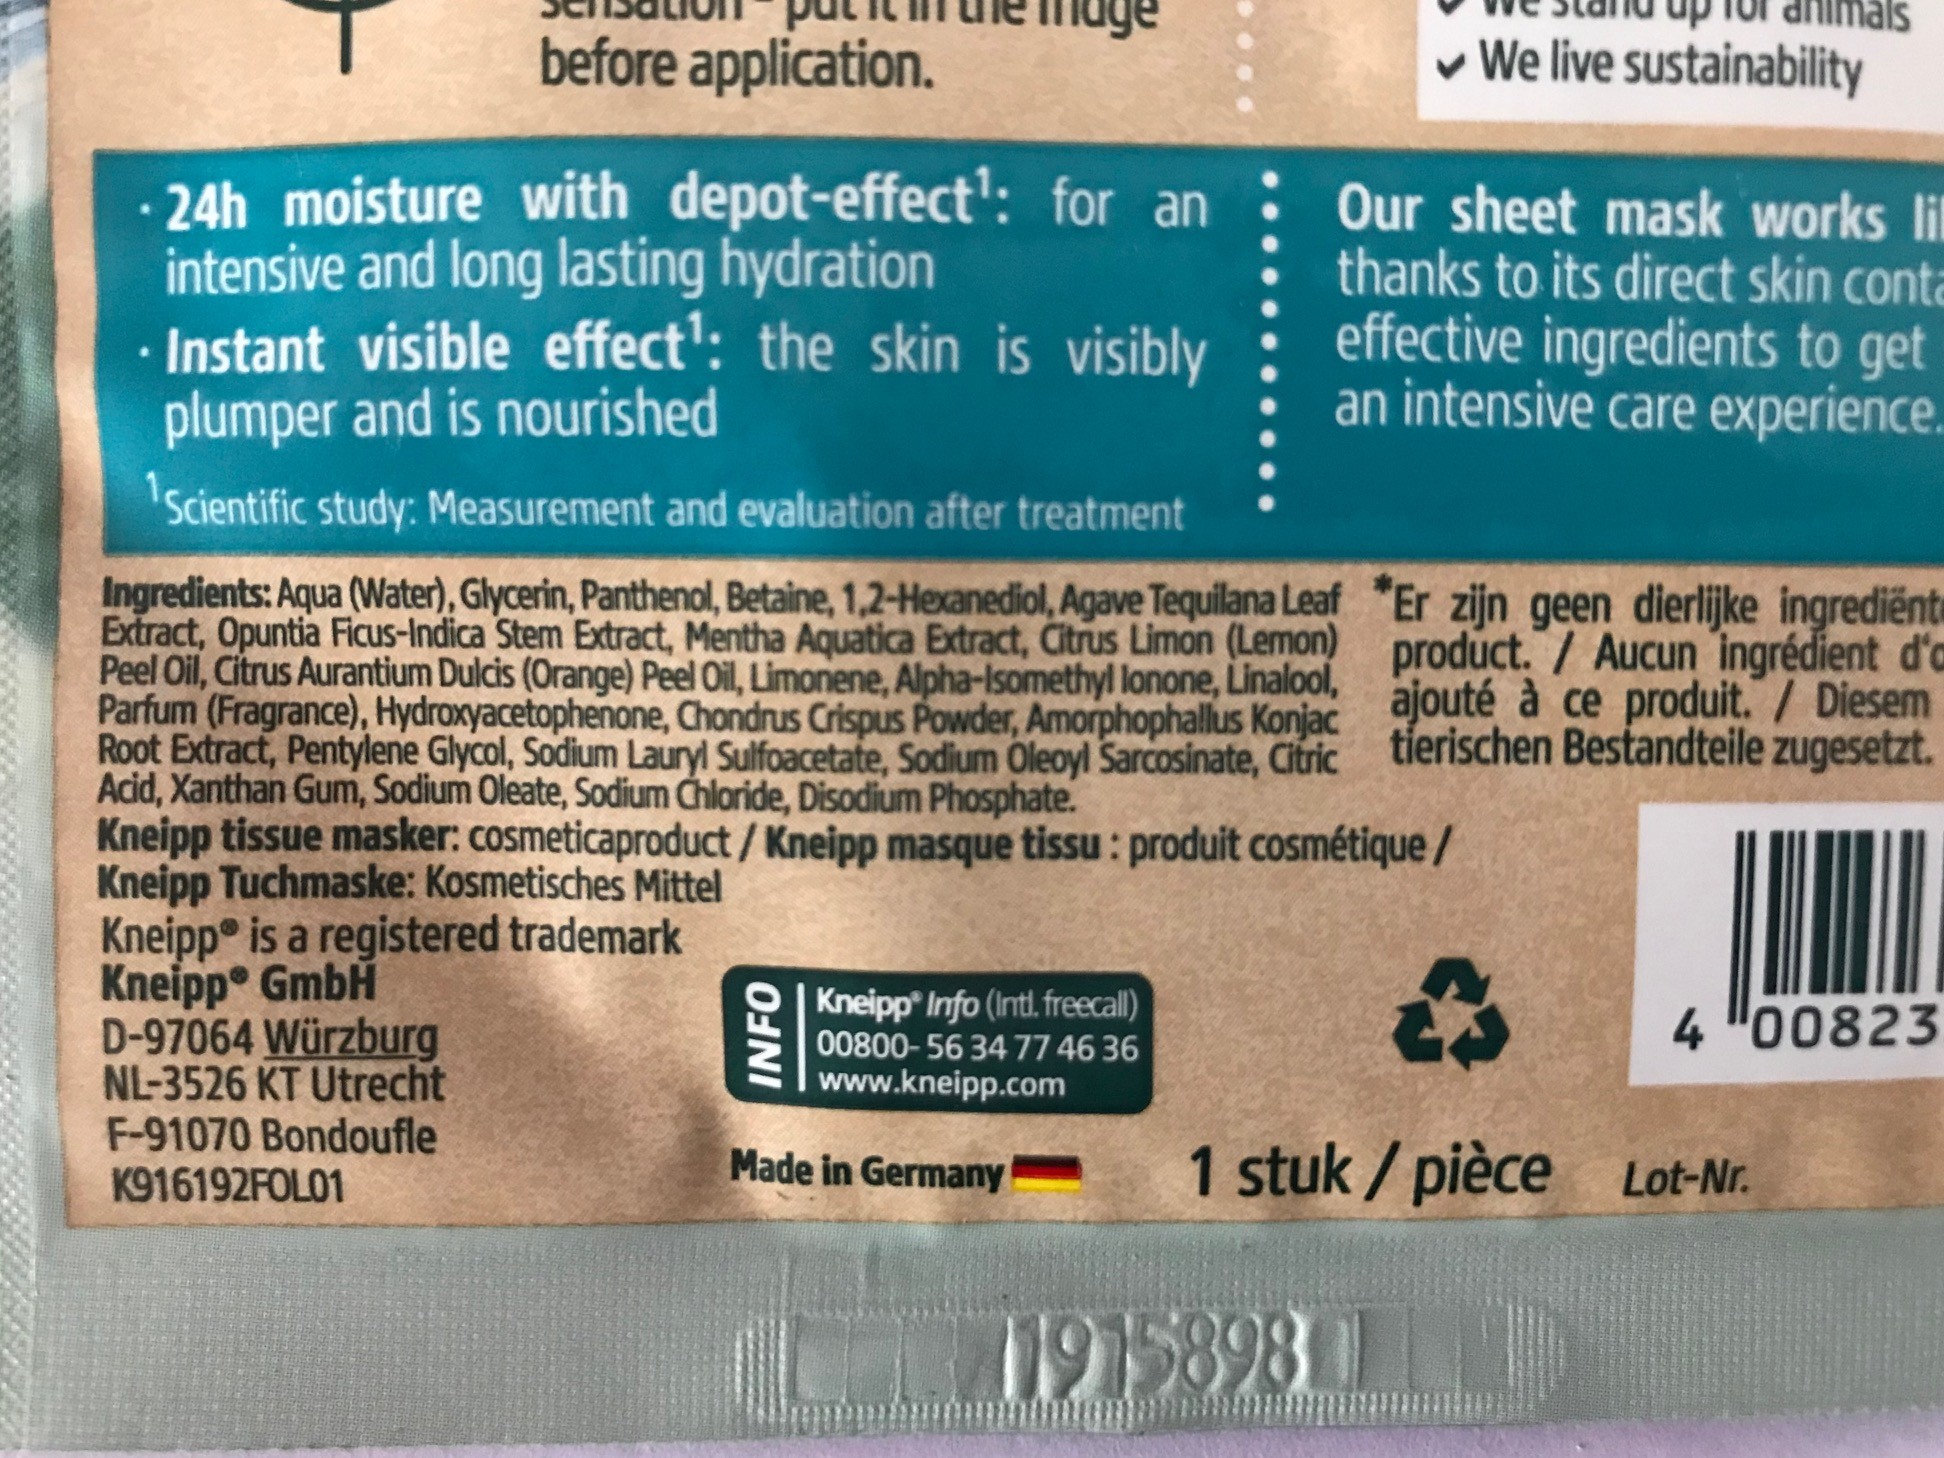 before application.
We stand up for animals
We live sustainability
· 24h moisture with depot-effect¹: for an
intensive and long lasting hydration
· Instant visible effect¹: the skin is visibly
plumper and is nourished
¹Scientific study: Measurement and evaluation after treatment
Our sheet mask works
thanks to its direct skin
effective ingredients to get
an intensive care experience.
Ingredients: Aqua (Water), Glycerin, Panthenol, Betaine, 1,2-Hexanediol, Agave Tequilana Leaf
Extract, Opuntia Ficus-Indica Stem Extract, Mentha Aquatica Extract, Citrus Limon (Lemon)
Peel Oil, Citrus Aurantium Dulcis (Orange) Peel Oil, Limonene, Alpha-Isomethyl Ionone, Linalool,
Parfum (Fragrance), Hydroxyacetophenone, Chondrus Crispus Powder, Amorphophallus Konjac
Root Extract, Pentylene Glycol, Sodium Lauryl Sulfoacetate, Sodium Oleoyl Sarcosinate, Citric
Acid, Xanthan Gum, Sodium Oleate, Sodium Chloride, Disodium Phosphate.
*Er zijn geen dierlijke
product. / Aucun ingrédient
ajouté à ce produit. / Diesem
tierischen Bestandteile zugesetzt.
Kneipp tissue masker: cosmeticaproduct / Kneipp masque tissu : produit cosmétique /
Kneipp Tuchmaske: Kosmetisches Mittel
Kneipp® is a registered trademark
Kneipp® GmbH
D-97064 Würzburg
NL-3526 KT Utrecht
F-91070 Bondoufle
K916192FOL01
INFO
Kneipp® Info (Intl. freecall)
00800- 56 34 77 46 36
www.kneipp.com
Made in Germany
1 stuk / pièce
Lot-Nr.
4 00823
1915898